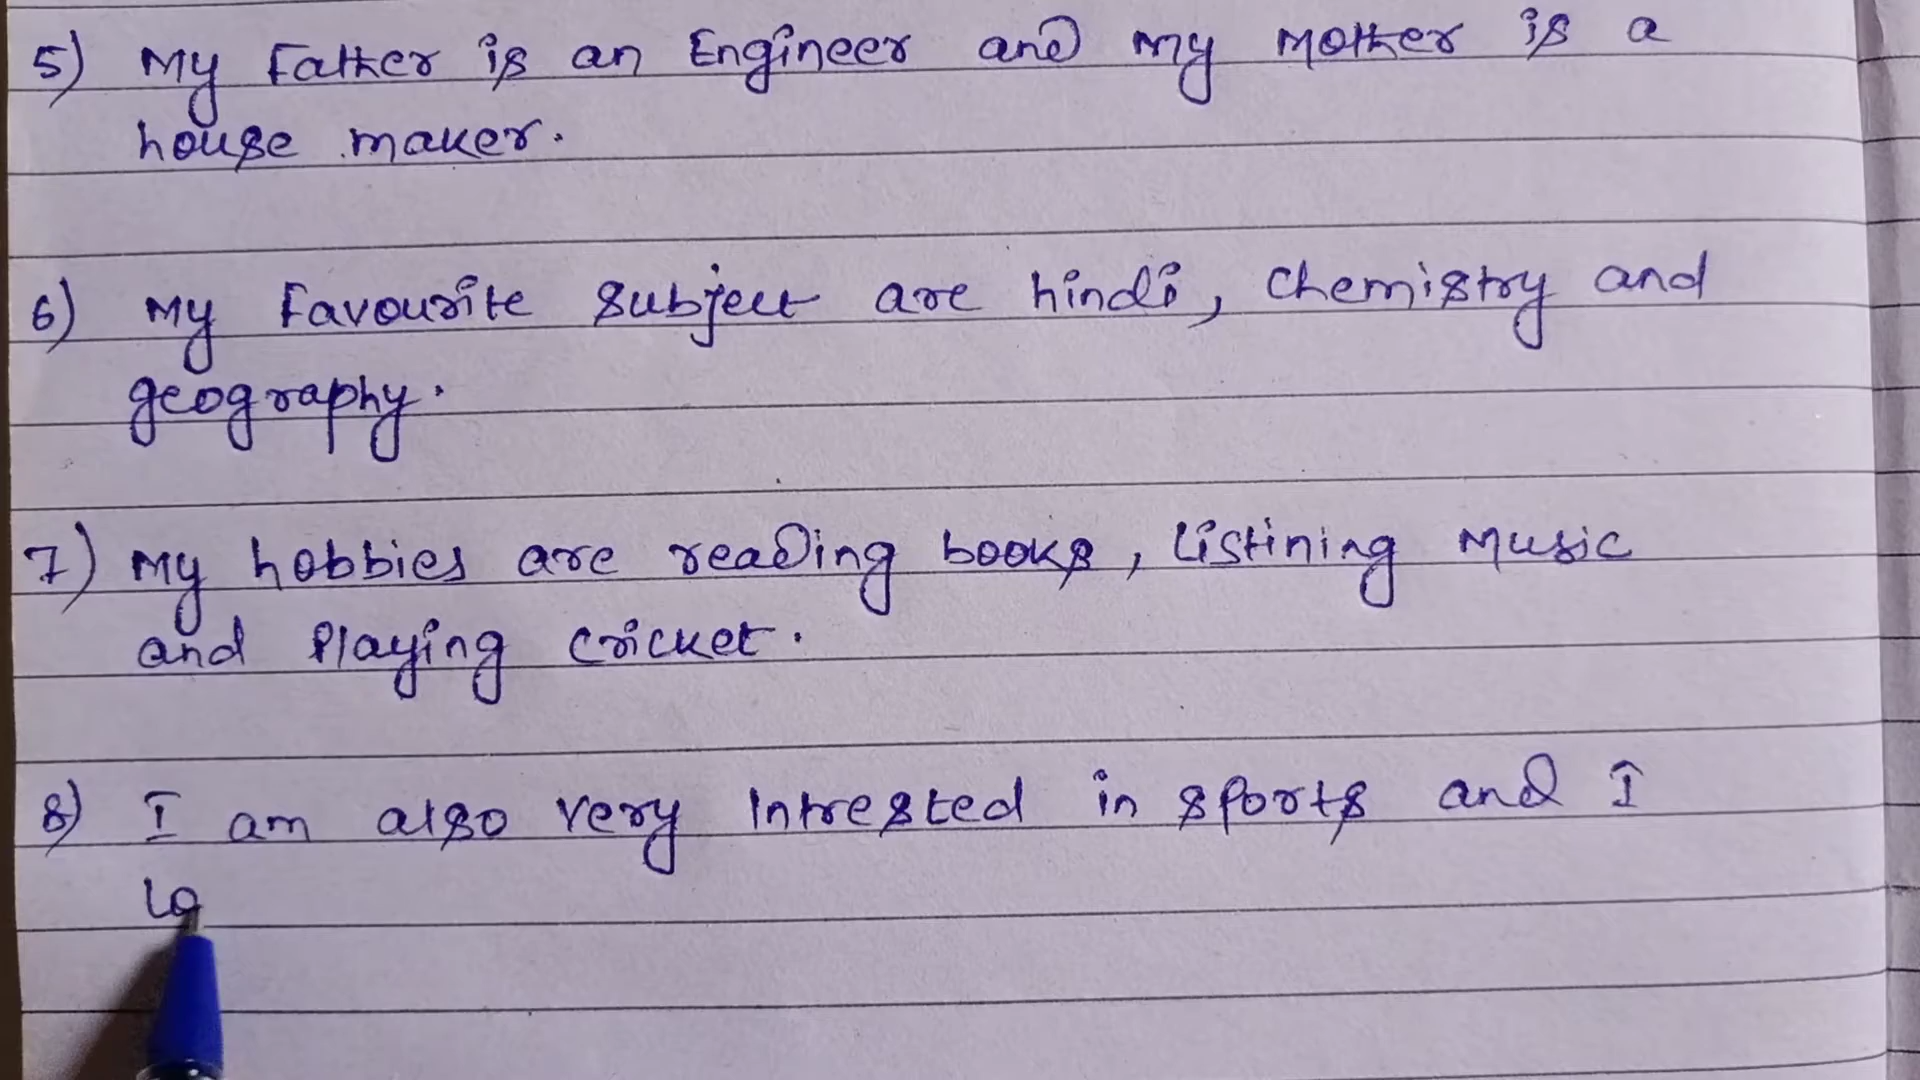 5) My Father is an Engineer and my Mother is a
house maker.
6) My Favourite subject are hindi, Chemistry and
geography.
7) My hobbies are reading books, Listining Music
and Playing cricket.
8) I am also very Intrested in sports and I